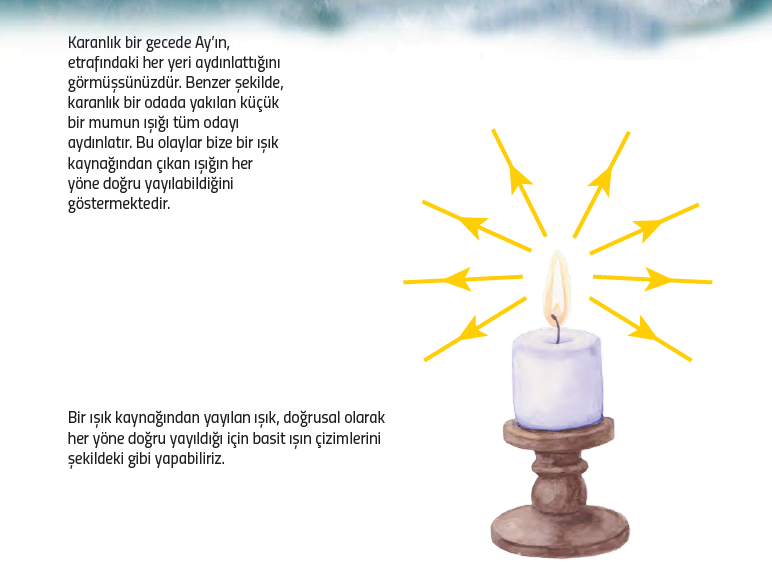 Karanlık bir gecede Ay’ın,
etrafındaki her yeri aydınlattığını
görmüşsünüzdür. Benzer şekilde,
karanlık bir odada yakılan küçük
bir mumun ışığı tüm odayı
aydınlatır. Bu olaylar bize bir ışık
kaynağından çıkan ışığın her
yöne doğru yayılabildiğini
göstermektedir.
Bir ışık kaynağından yayılan ışık, doğrusal olarak
her yöne doğru yayıldığı için basit ışın çizimlerini
şekildeki gibi yapabiliriz.